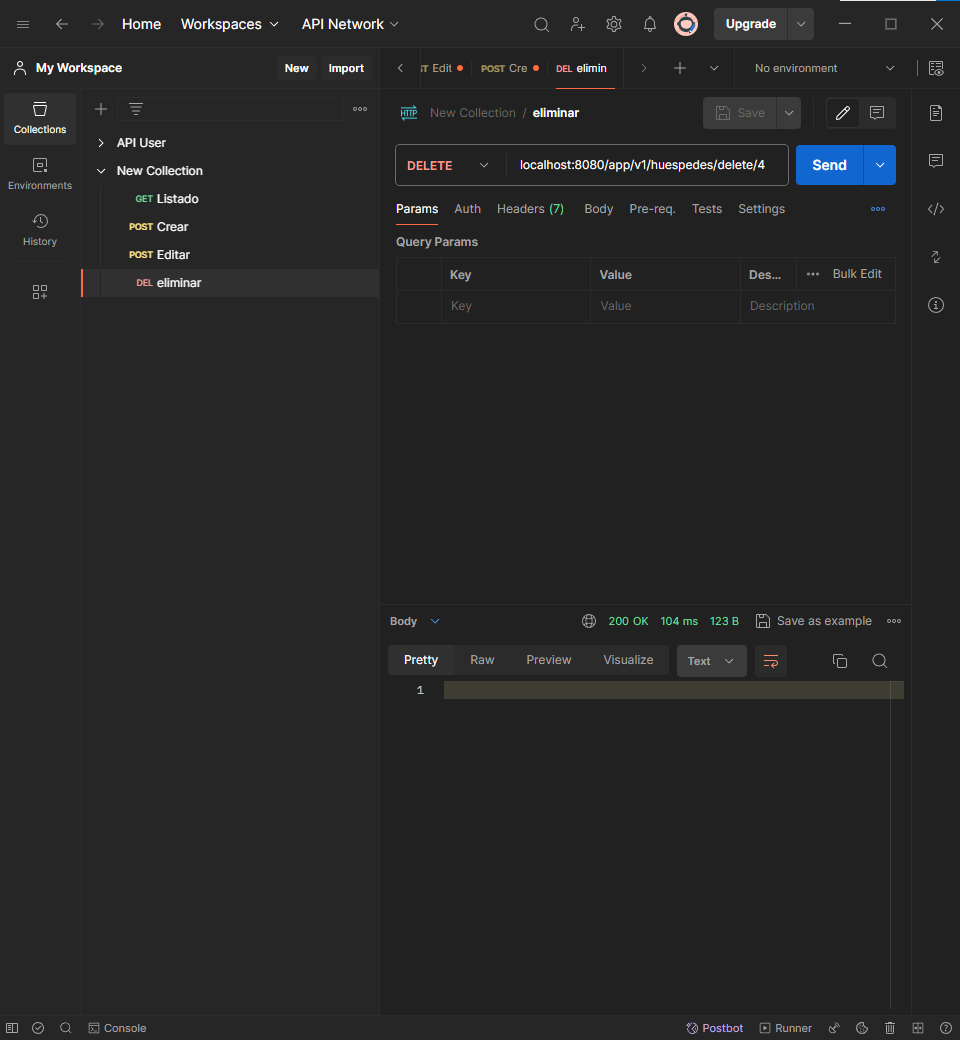 Home
Workspaces
API Network
Upgrade
My Workspace
New
Import
Edit
POST Cre
DEL elimin
No environment
Collections
Environments
History
API User
New Collection
GET Listado
POST Crear
POST Editar
DEL eliminar
HTTP
New Collection / eliminar
Save
DELETE
localhost:8080/app/v1/huespedes/delete/4
Send
Params
Auth
Headers (7)
Body
Pre-req.
Tests
Settings
Query Params
Key
Value
Des...
Bulk Edit
Key
Value
Description
Body
200 OK
104 ms
123 B
Save as example
Pretty
Raw
Preview
Visualize
Text
1
Console
Postbot
Runner